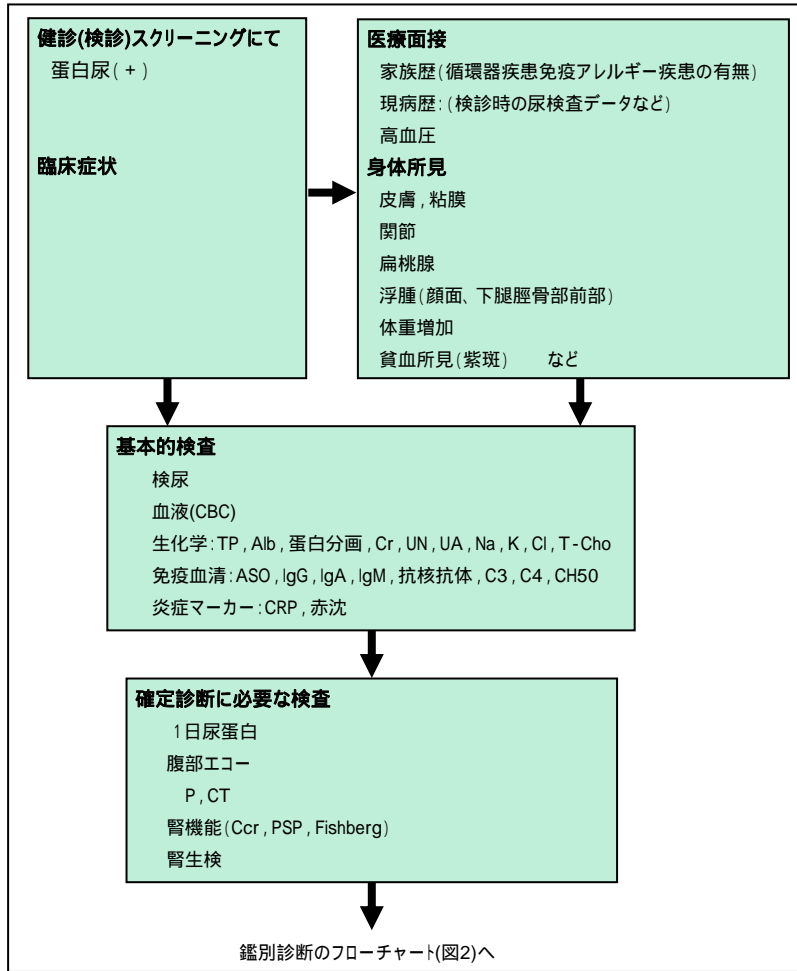 健診(検診)スクリーニングにて
蛋白尿(+)
臨床症状
医療面接
家族歴(循環器疾患免疫アレルギー疾患の有無)
現病歴:(検診時の尿検査データなど)
高血圧
身体所見
皮膚,粘膜
関節
扁桃腺
浮腫(顔面、下腿脛骨部前部)
体重増加
貧血所見(紫斑) など
基本的検査
検尿
血液(CBC)
生化学:TP,Alb,蛋白分画,Cr,UN,UA,Na,K,Cl,T-Cho
免疫血清:ASO,IgG,IgA,IgM,抗核抗体,C3,C4,CH50
炎症マーカー:CRP,赤沈
確定診断に必要な検査
1日尿蛋白
腹部エコー
P,CT
腎機能(Ccr,PSP,Fishberg)
腎生検
鑑別診断のフローチャート(図2)へ